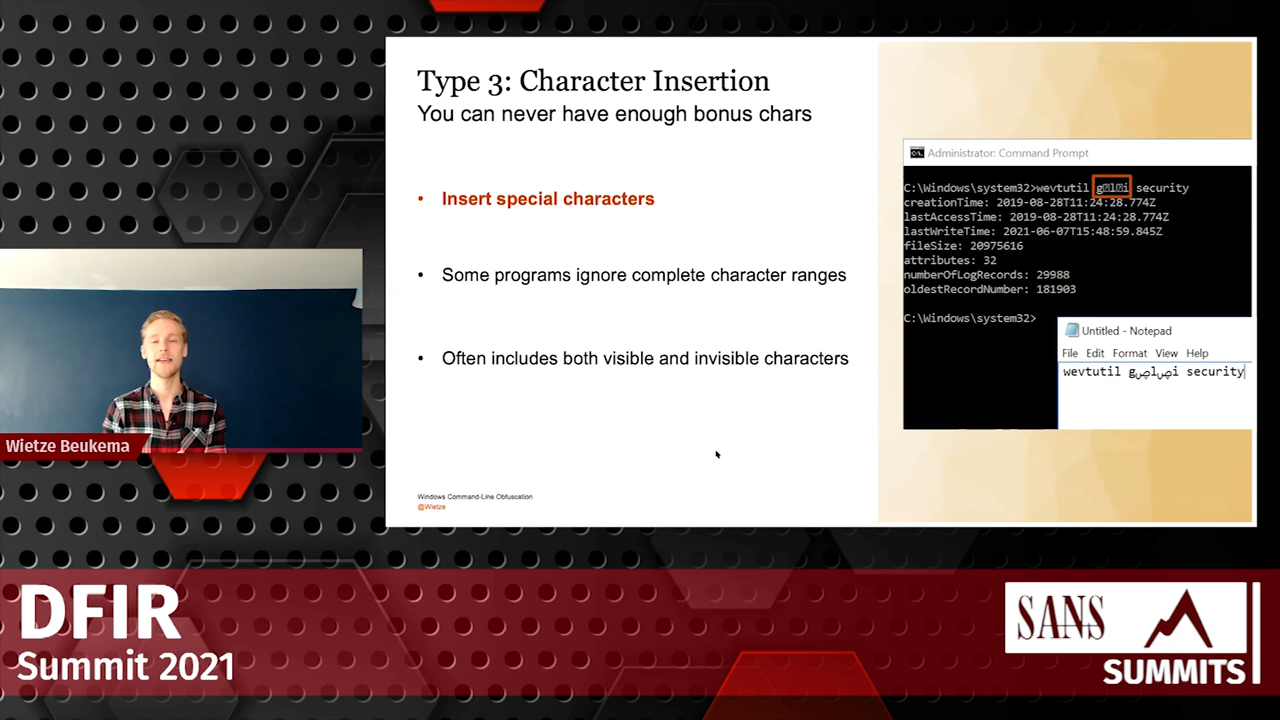 Type 3: Character Insertion
You can never have enough bonus chars
• Insert special characters
• Some programs ignore complete character ranges
• Often includes both visible and invisible characters
Windows Command-Line Obfuscation
@Wietze
Administrator: Command Prompt
C:\Windows\system32>wevtutil g⍰l⍰i security
creationTime: 2019-08-28T11:24:28.774Z
lastAccessTime: 2019-08-28T11:24:28.774Z
lastWriteTime: 2021-06-07T15:48:59.845Z
fileSize: 20975616
attributes: 32
numberOfLogRecords: 29988
oldestRecordNumber: 181903
C:\Windows\system32>
Untitled - Notepad
File Edit Format View Help
wevtutil security
Wietze Beukema
DFIR
Summit 2021
SANS
SUMMITS